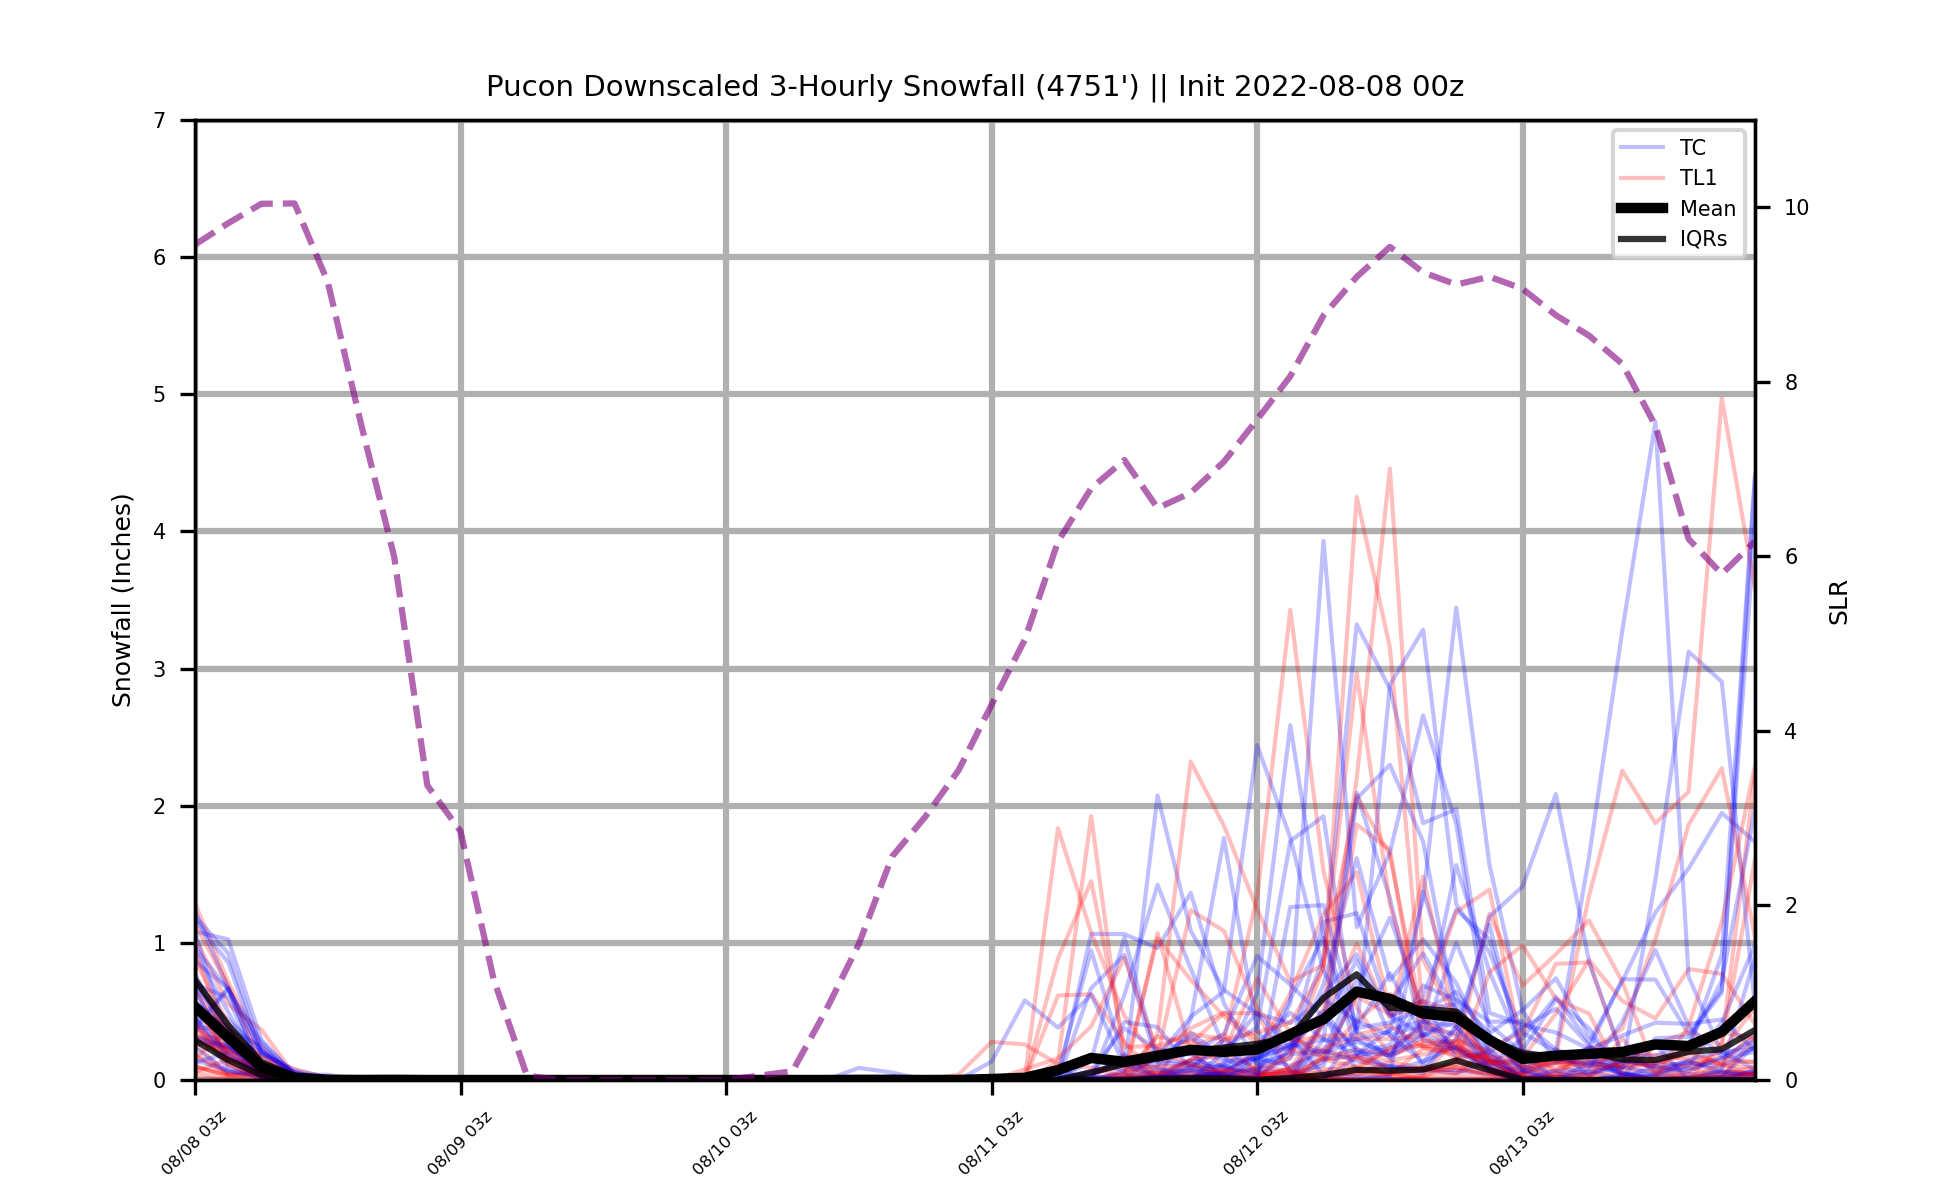 Pucon Downscaled 3-Hourly Snowfall (4751') || Init 2022-08-08 00z
7
6
5
4
3
2
1
0
Snowfall (Inches)
TC
TL1
Mean
IQRs
10
8
6
4
2
0
SLR
08/08 03z
08/09 03z
08/10 03z
08/11 03z
08/12 03z
08/13 03z